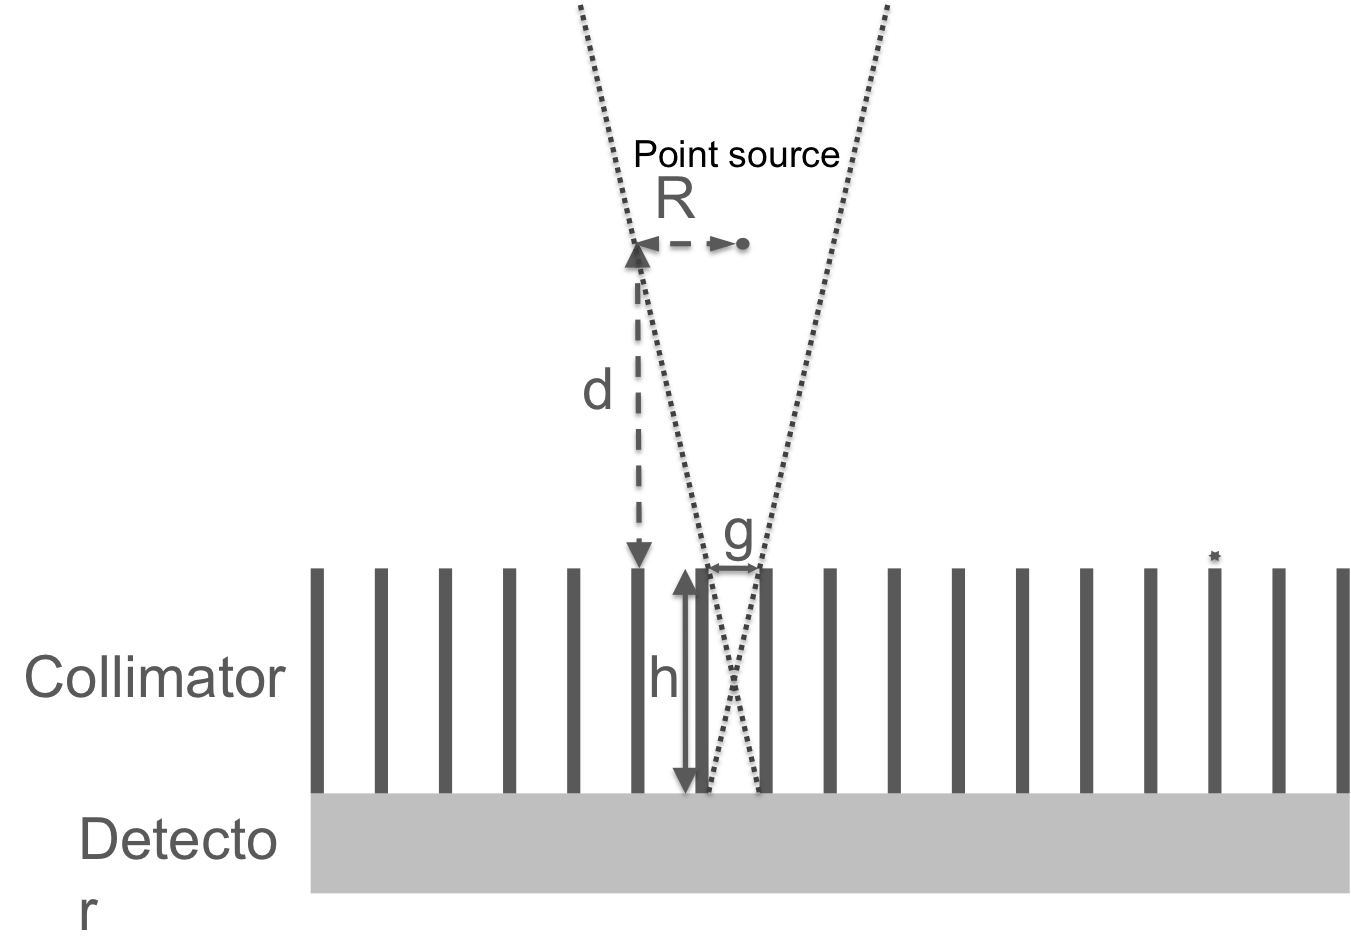 Point source
R
d
g
h
Collimator
Detecto
r